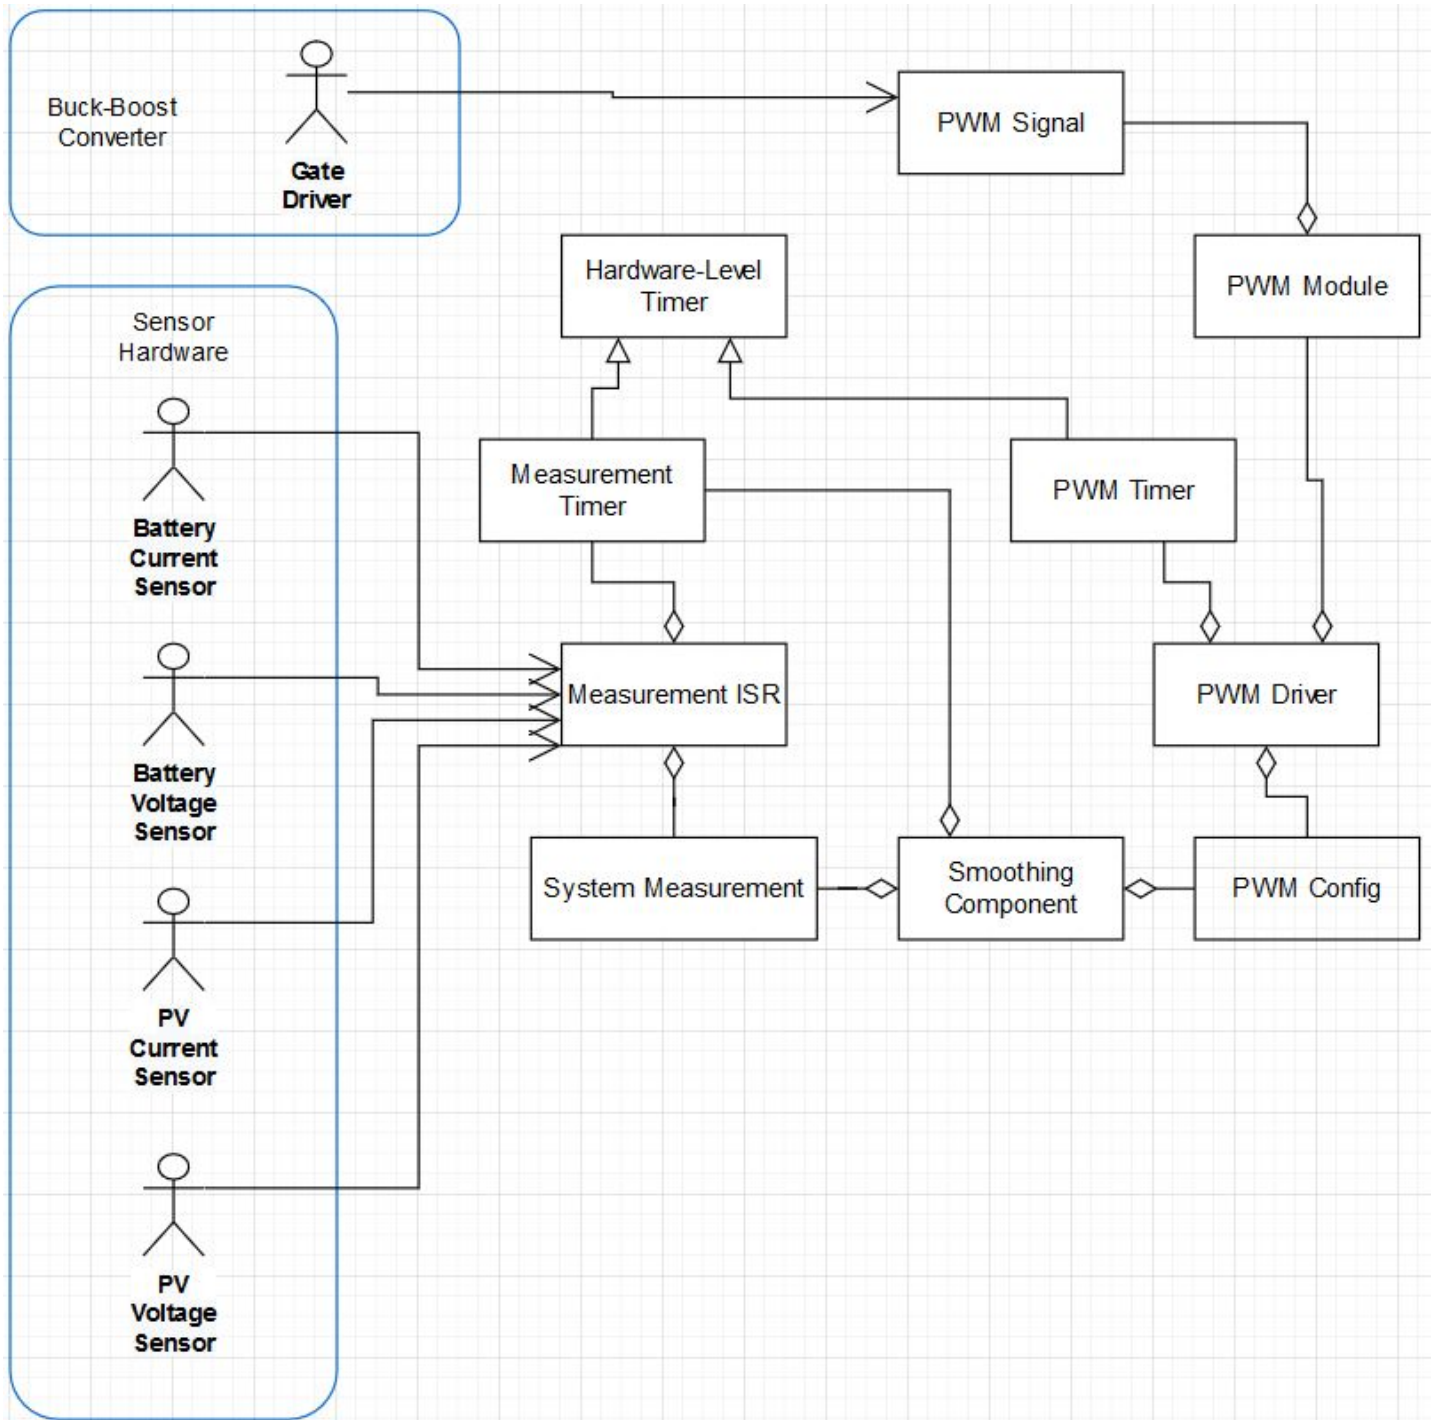 Buck-Boost
Converter
Gate
Driver
PWM Signal
Hardware-Level
Timer
PWM Module
Sensor
Hardware
Battery
Current
Sensor
Measurement
Timer
PWM Timer
Battery
Voltage
Sensor
Measurement ISR
PWM Driver
System Measurement
Smoothing
Component
PWM Config
PV
Current
Sensor
PV
Voltage
Sensor